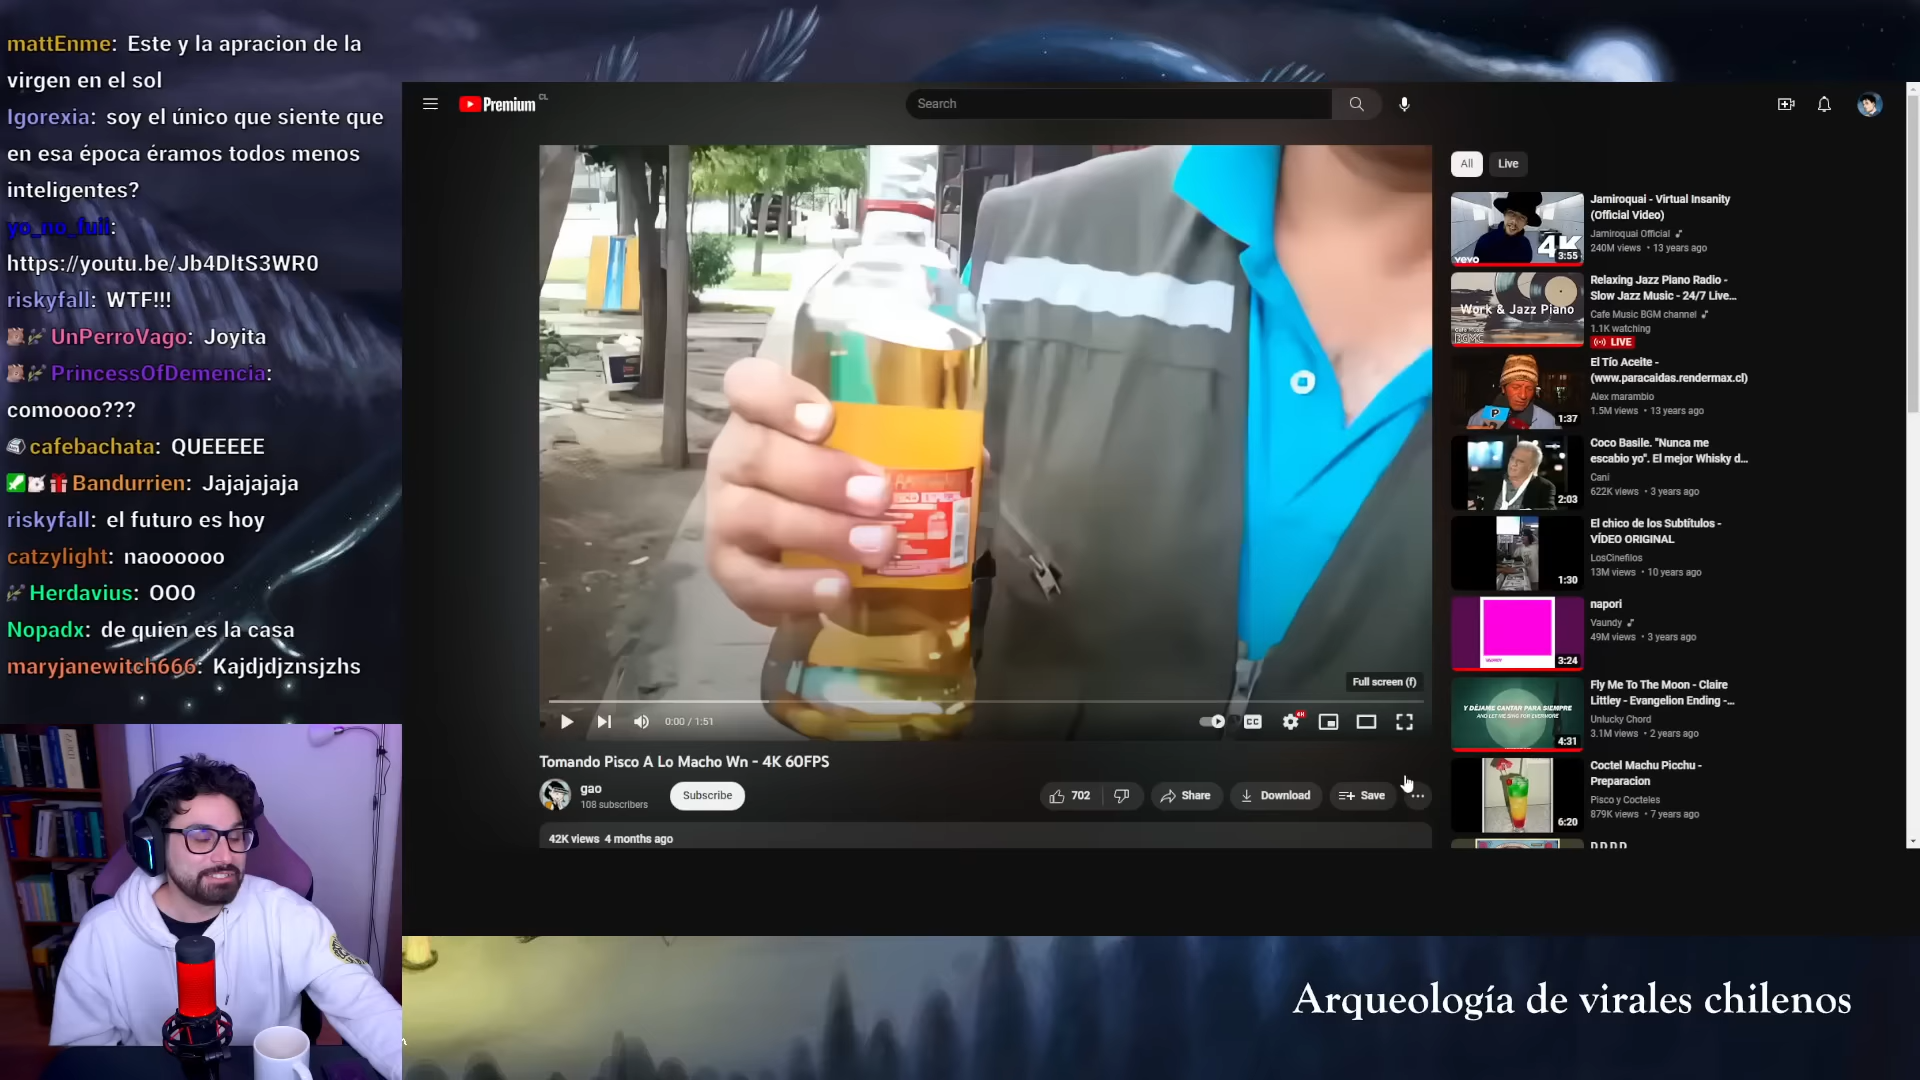 mattEnme: Este y la apracion de la
virgen en el sol
Igorexia: soy el único que siente que
en esa época éramos todos menos
inteligentes?
yo_no_fuii:
https://youtu.be/Jb4DltS3WR0
riskyfall: WTF!!!
UnPerroVago: Joyita
PrincessOfDemencia:
comoooo???
cafebachata: QUEEEEE
Bandurrien: Jajajajaja
riskyfall: el futuro es hoy
catzylight: naoooooo
Herdavius: OOO
Nopadx: de quien es la casa
maryjanewitch666: Kajdjdjznsjzhs
Premium CL
Search
Full screen (f)
0:00 / 1:51
CC
Tomando Pisco A Lo Macho Wn - 4K 60FPS
gao
108 subscribers
Subscribe
702
Share
Download
Save
42K views 4 months ago
All
Live
4K
vevo
3:55
Jamiroquai - Virtual Insanity
(Official Video)
Jamiroquai Official
240M views • 13 years ago
Work & Jazz Piano
Relaxing Jazz Piano Radio -
Slow Jazz Music - 24/7 Live...
Cafe Music BGM channel
1.1K watching
LIVE
1:37
El Tío Aceite -
(www.paracaidas.rendermax.cl)
Alex marambio
1.5M views • 13 years ago
2:03
Coco Basile. "Nunca me
escabio yo". El mejor Whisky d...
Cani
622K views • 3 years ago
1:30
El chico de los Subtítulos -
VÍDEO ORIGINAL
LosCinefilos
13M views • 10 years ago
3:24
napori
Vaundy
49M views • 3 years ago
Y DÉJAME CANTAR PARA SIEMPRE
4:31
Fly Me To The Moon - Claire
Littley - Evangelion Ending -...
Unlucky Chord
3.1M views • 2 years ago
6:20
Coctel Machu Picchu -
Preparacion
Pisco y Cocteles
879K views • 7 years ago
Arqueología de virales chilenos